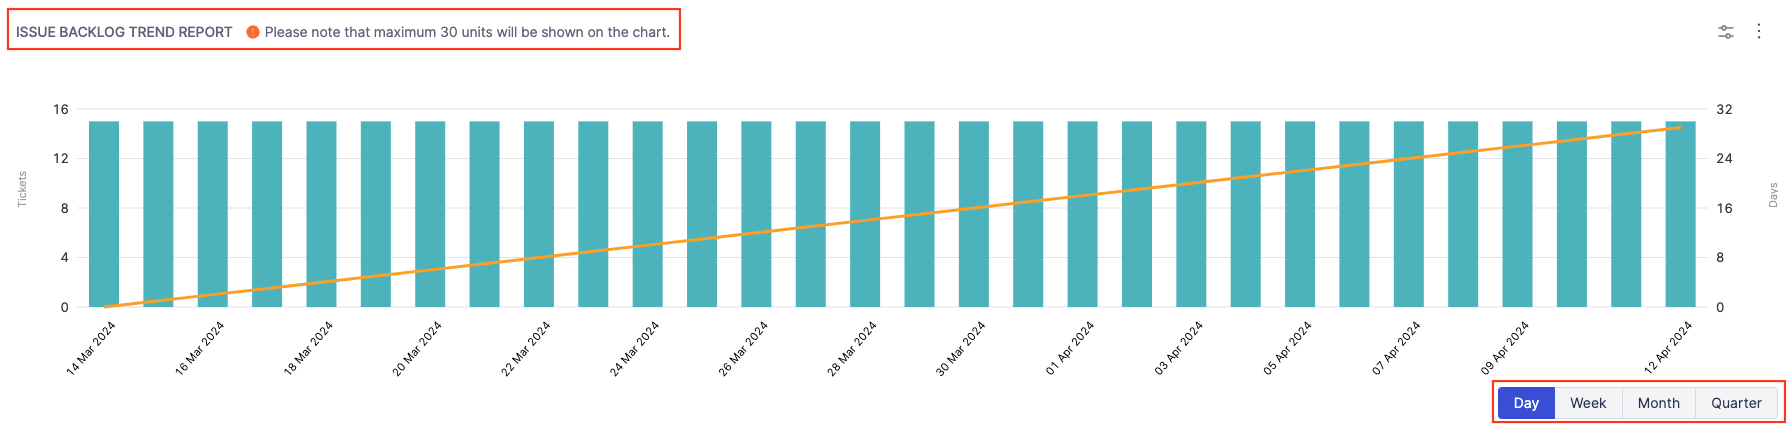 ISSUE BACKLOG TREND REPORT Please note that maximum 30 units will be shown on the chart.
16 32
12 24
8 16
4 8
0 0
Tickets
Days
14 Mar 2024 16 Mar 2024 18 Mar 2024 20 Mar 2024 22 Mar 2024 24 Mar 2024 26 Mar 2024 28 Mar 2024 30 Mar 2024 01 Apr 2024 03 Apr 2024 05 Apr 2024 07 Apr 2024 09 Apr 2024 12 Apr 2024
Day Week Month Quarter